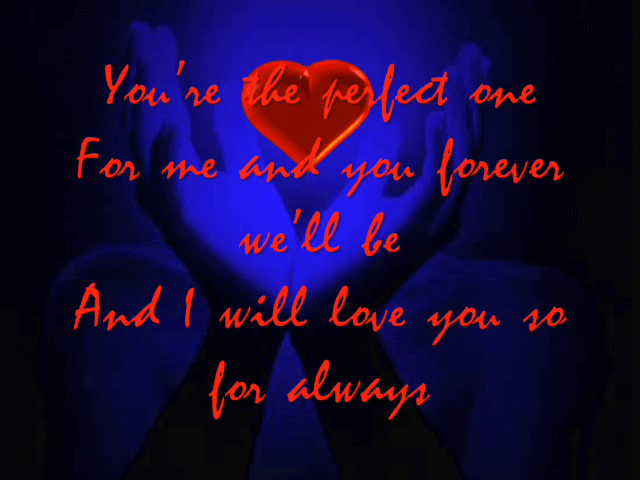 You're the perfect one
For me and you forever
we'll be
And I will love you so
for always